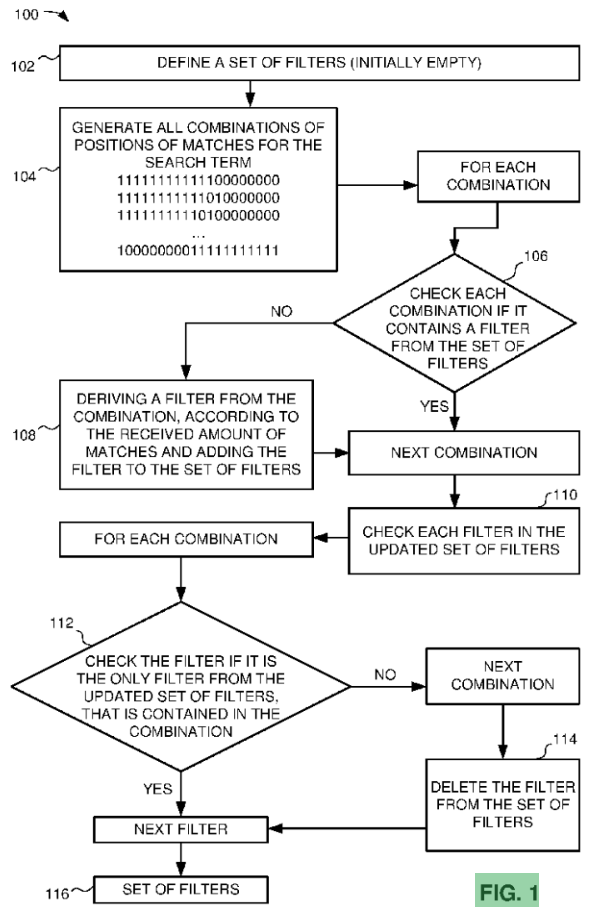 100
102
DEFINE A SET OF FILTERS (INITIALLY EMPTY)
104
GENERATE ALL COMBINATIONS OF
POSITIONS OF MATCHES FOR THE
SEARCH TERM
11111111111100000000
11111111111010000000
11111111110100000000
...
10000000011111111111
FOR EACH
COMBINATION
106
CHECK EACH
COMBINATION IF IT
CONTAINS A FILTER
FROM THE SET OF
FILTERS
NO
YES
108
DERIVING A FILTER FROM THE
COMBINATION, ACCORDING TO
THE RECEIVED AMOUNT OF
MATCHES AND ADDING THE
FILTER TO THE SET OF FILTERS
NEXT COMBINATION
110
CHECK EACH FILTER IN THE
UPDATED SET OF FILTERS
FOR EACH COMBINATION
112
CHECK THE FILTER IF IT IS
THE ONLY FILTER FROM THE
UPDATED SET OF FILTERS,
THAT IS CONTAINED IN THE
COMBINATION
NO
NEXT
COMBINATION
114
DELETE THE FILTER
FROM THE SET OF
FILTERS
YES
NEXT FILTER
116
SET OF FILTERS
FIG. 1